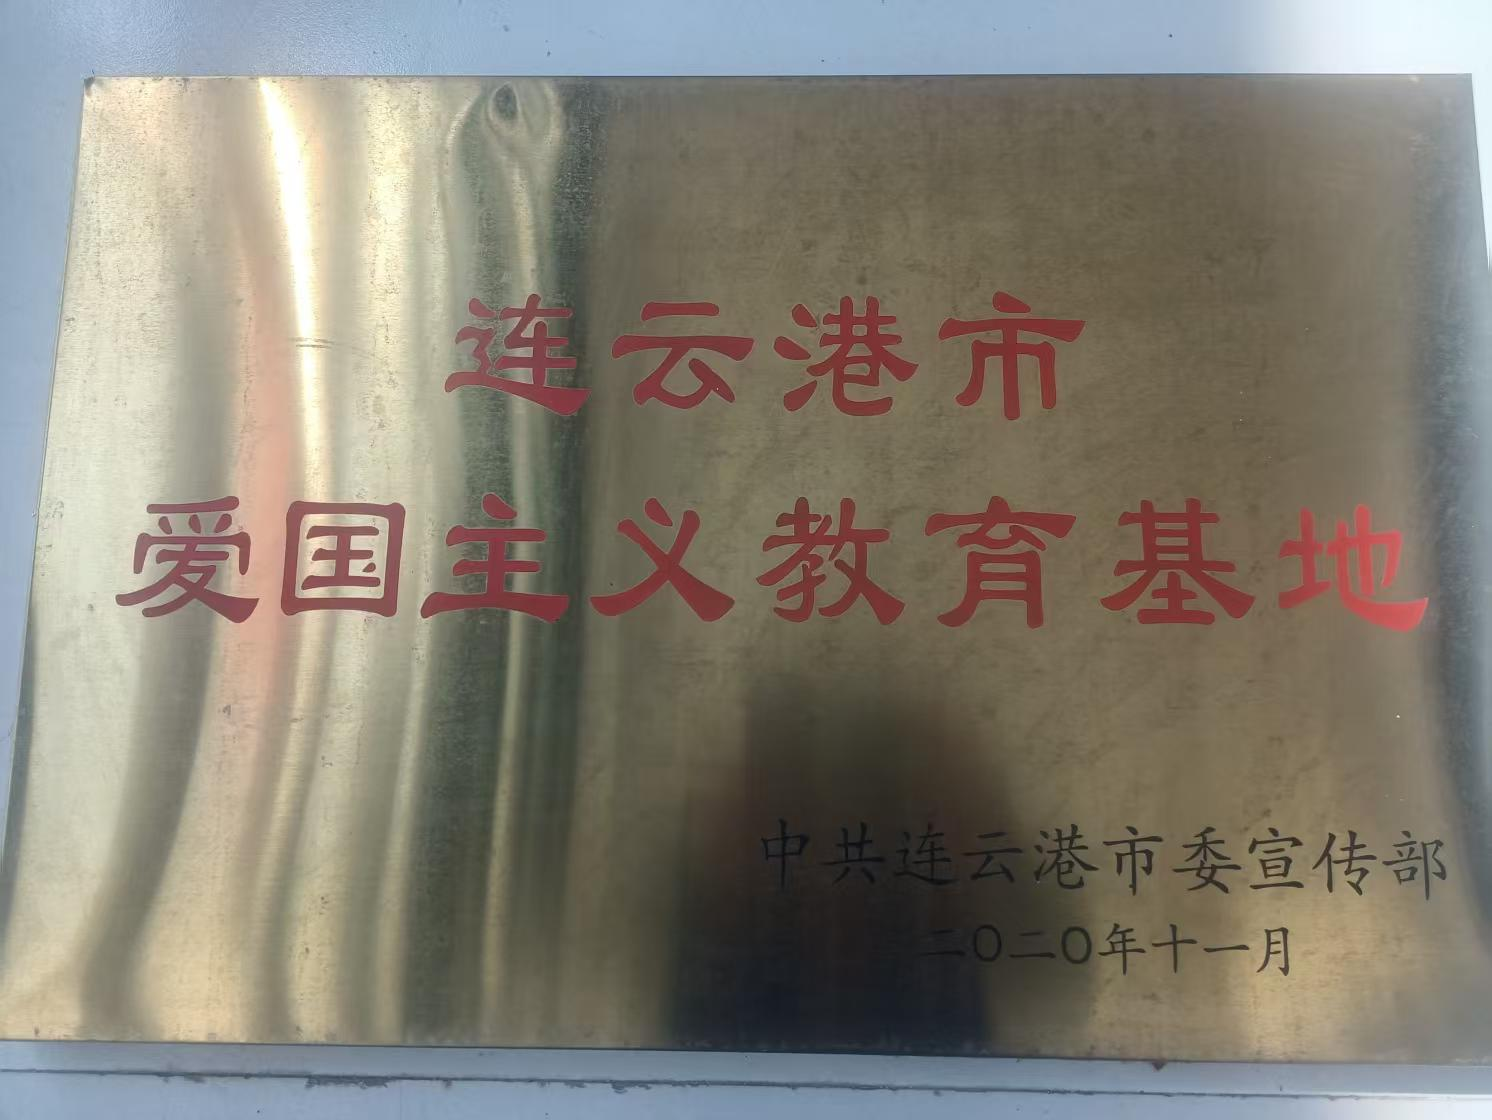 连云港市
爱国主义教育基地
中共连云港市委宣传部
二〇二〇年十一月